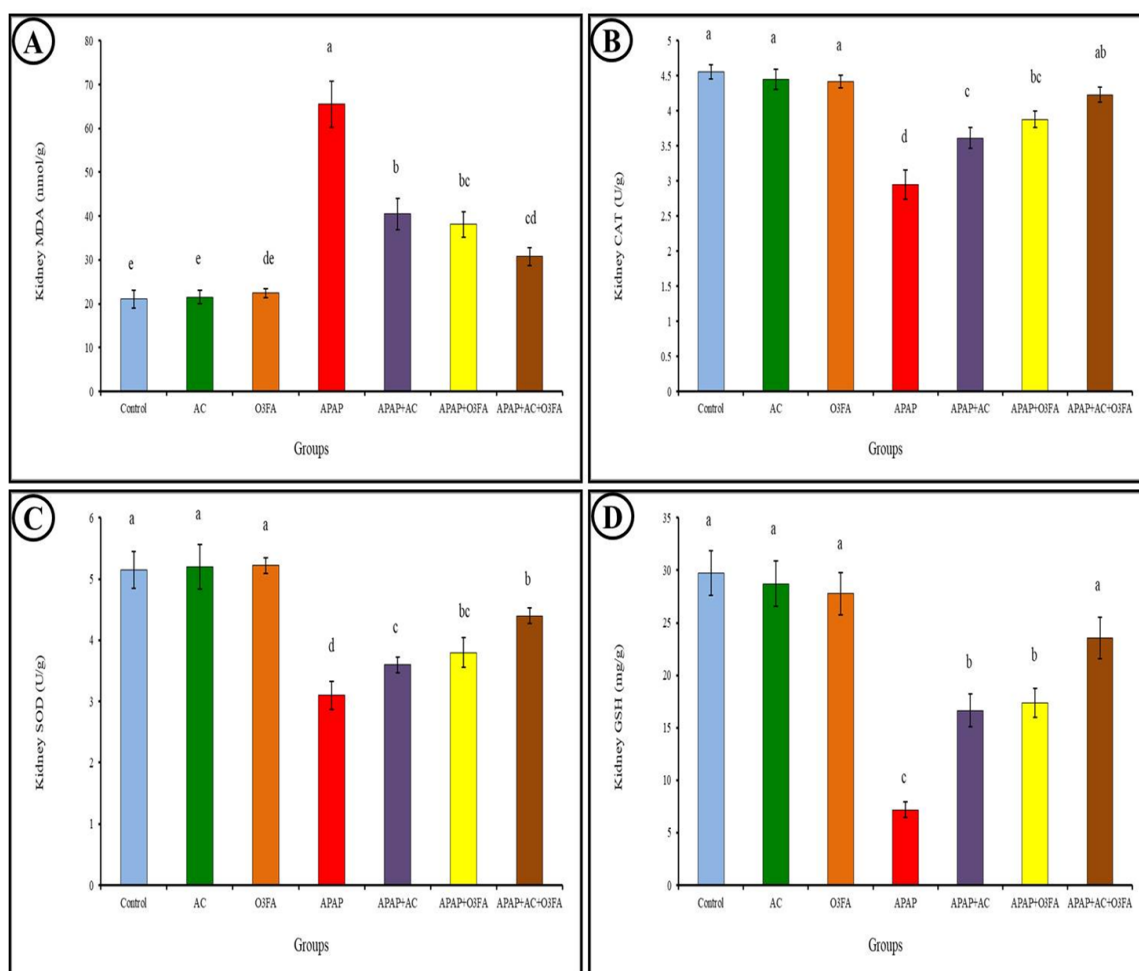 A
Kidney MDA (nmol/g)
80
70
60
50
40
30
20
10
0
e
e
de
a
b
bc
cd
Control
AC
O3FA
APAP
APAP+AC
APAP+O3FA
APAP+AC+O3FA
Groups
B
Kidney CAT (U/g)
5
4.5
4
3.5
3
2.5
2
1.5
1
0.5
0
a
a
a
d
c
bc
ab
Control
AC
O3FA
APAP
APAP+AC
APAP+O3FA
APAP+AC+O3FA
Groups
C
Kidney SOD (U/g)
6
5
4
3
2
1
0
a
a
a
d
c
bc
b
Control
AC
O3FA
APAP
APAP+AC
APAP+O3FA
APAP+AC+O3FA
Groups
D
Kidney GSH (mg/g)
35
30
25
20
15
10
5
0
a
a
a
c
b
b
a
Control
AC
O3FA
APAP
APAP+AC
APAP+O3FA
APAP+AC+O3FA
Groups